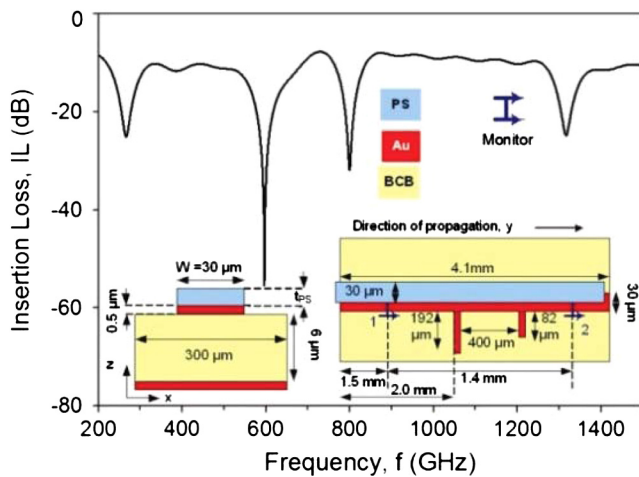 0
-20
-40
-60
-80
Insertion Loss, IL (dB)
PS
Au
BCB
Monitor
Direction of propagation, y
W =30 µm
tPS
0.5 µm
300 µm
6 µm
z
x
4.1mm
30 µm
30 µm
1
192 µm
400 µm
82 µm
2
1.5 mm
1.4 mm
2.0 mm
200 400 600 800 1000 1200 1400
Frequency, f (GHz)